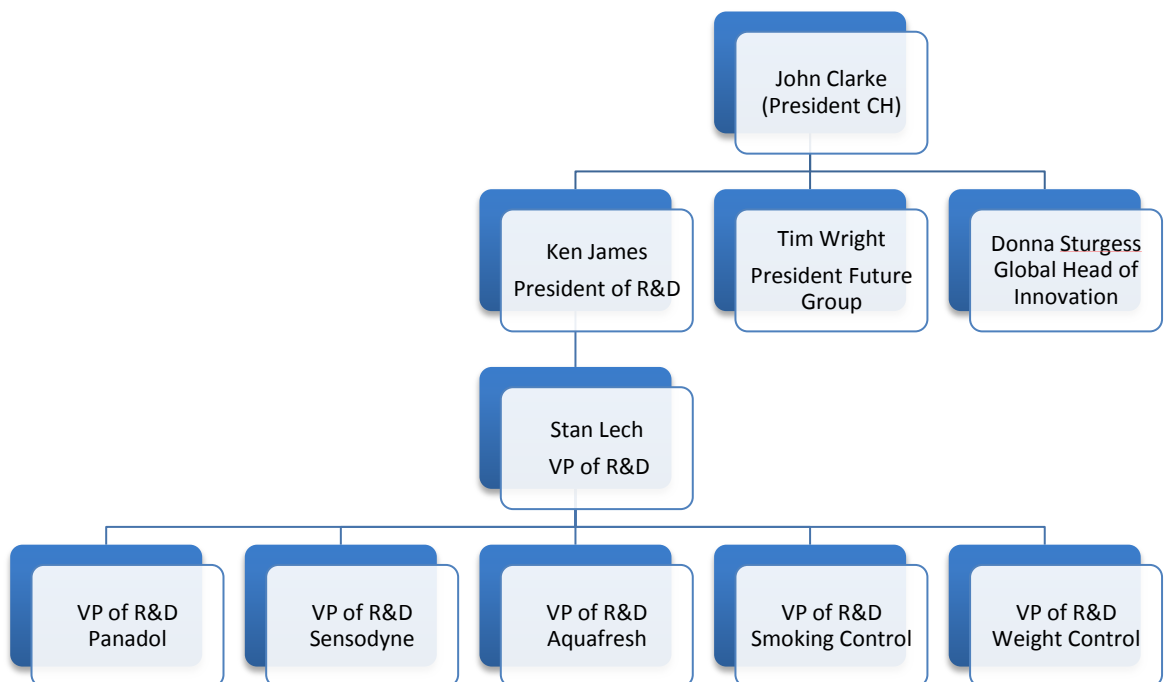 John Clarke
(President CH)
Ken James
President of R&D
Tim Wright
President Future
Group
Donna Sturgess
Global Head of
Innovation
Stan Lech
VP of R&D
VP of R&D
Panadol
VP of R&D
Sensodyne
VP of R&D
Aquafresh
VP of R&D
Smoking Control
VP of R&D
Weight Control